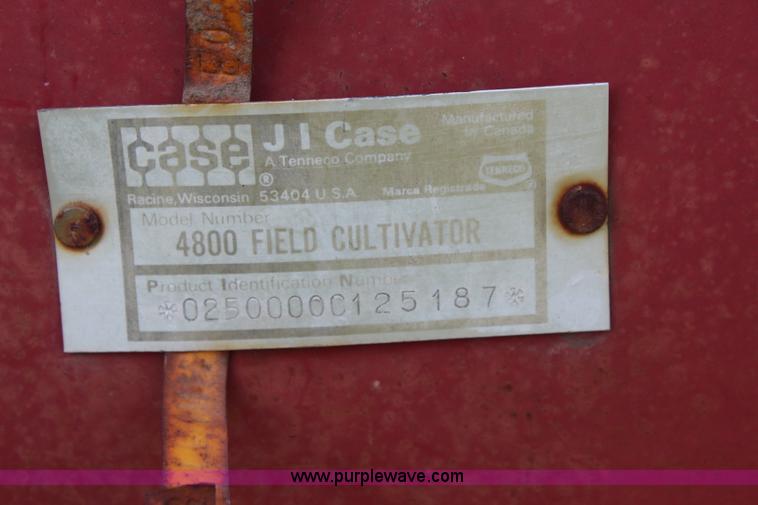 case
J I Case
A Tenneco Company
Manufactured
in Canada
®
TENNECO
Racine, Wisconsin 53404 U.S.A.
Marca Registrada
Model Number
4800 FIELD CULTIVATOR
Product Identification Number
*0250000C125187*
www.purplewave.com